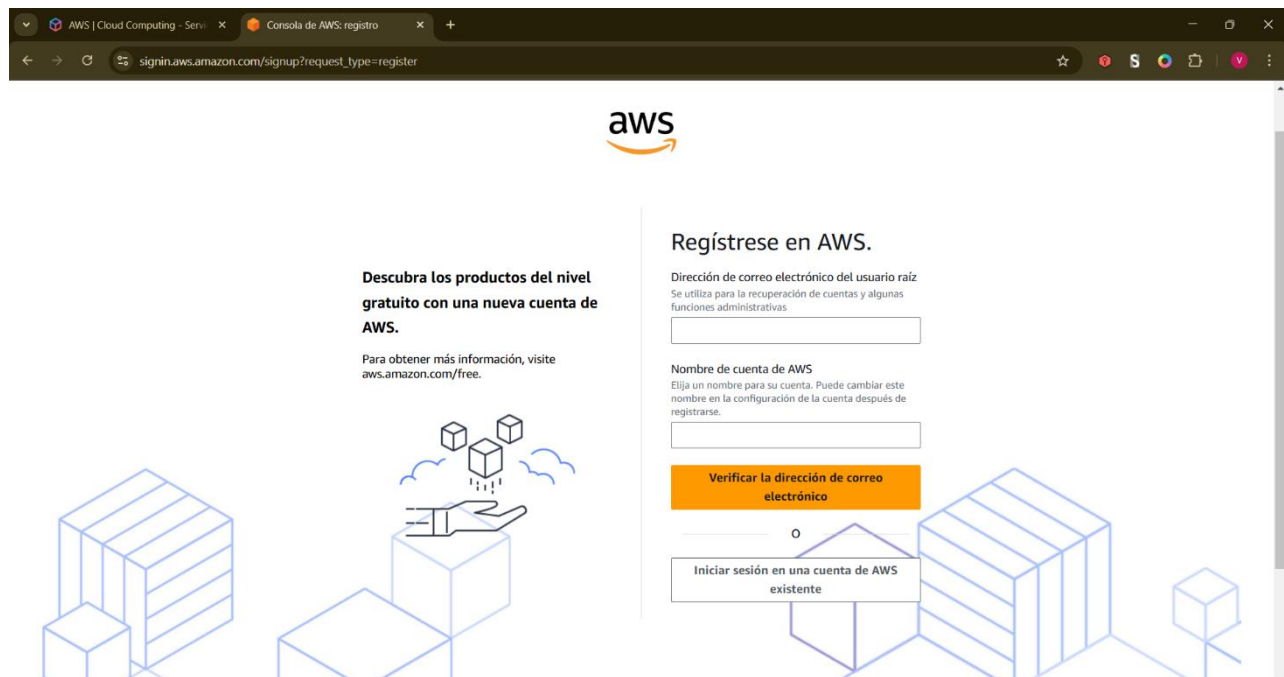 AWS | Cloud Computing - Servi
Consola de AWS: registro
signin.aws.amazon.com/signup?request_type=register
V
aws
Descubra los productos del nivel
gratuito con una nueva cuenta de
AWS.
Para obtener más información, visite
aws.amazon.com/free.
Regístrese en AWS.
Dirección de correo electrónico del usuario raíz
Se utiliza para la recuperación de cuentas y algunas
funciones administrativas
Nombre de cuenta de AWS
Elija un nombre para su cuenta. Puede cambiar este
nombre en la configuración de la cuenta después de
registrarse.
Verificar la dirección de correo
electrónico
O
Iniciar sesión en una cuenta de AWS
existente